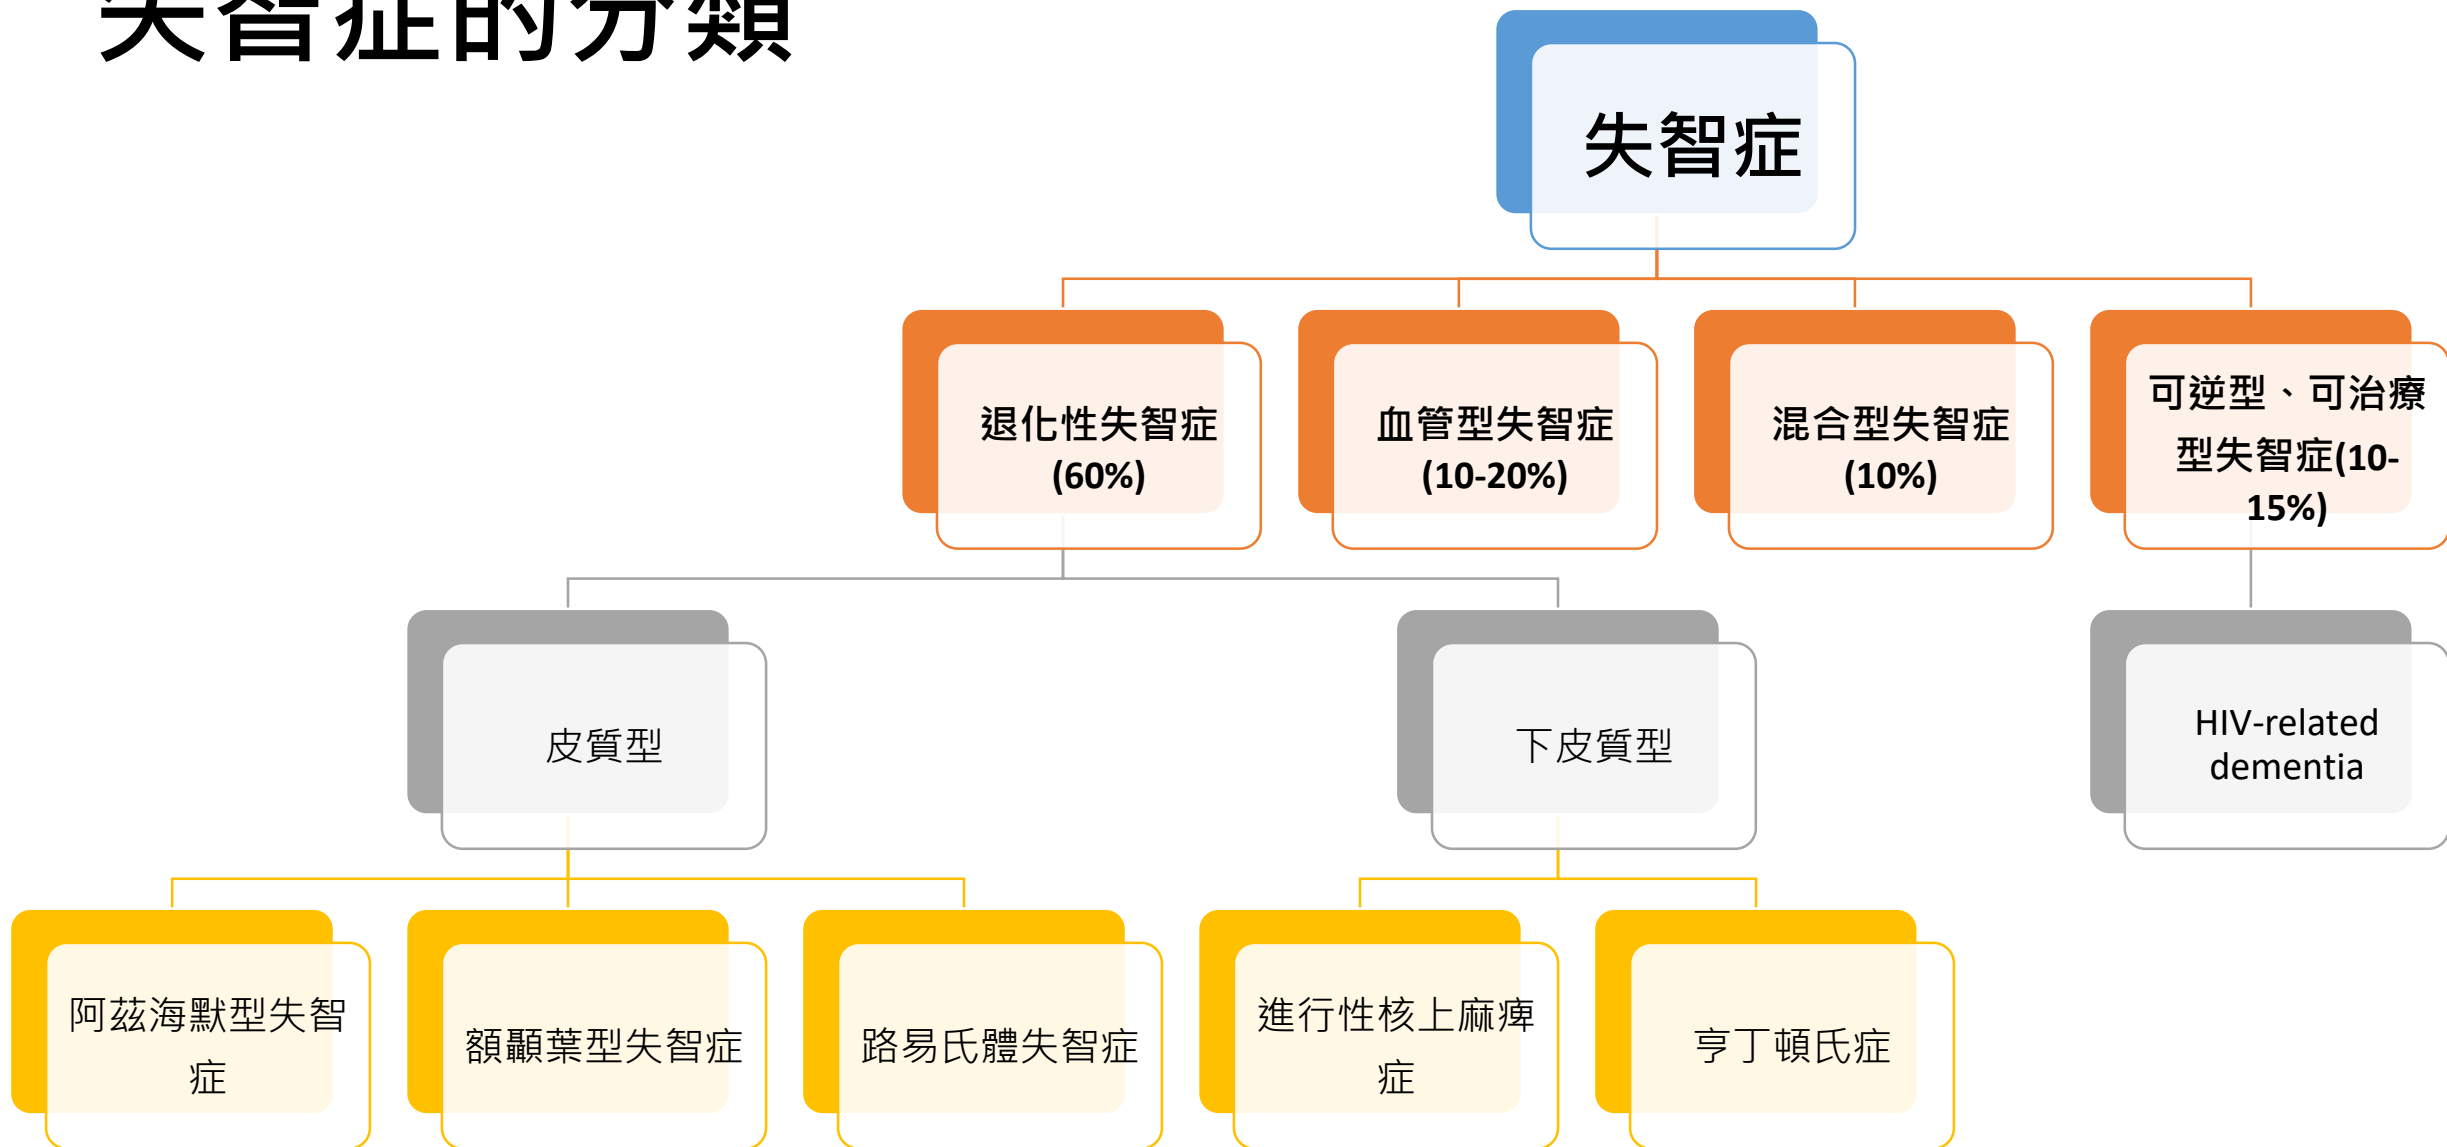 失智症的分類
失智症
退化性失智症
(60%)
血管型失智症
(10-20%)
混合型失智症
(10%)
可逆型、可治療
型失智症(10-
15%)
皮質型
下皮質型
HIV-related
dementia
阿茲海默型失智
症
額顳葉型失智症
路易氏體失智症
進行性核上麻痺
症
亨丁頓氏症